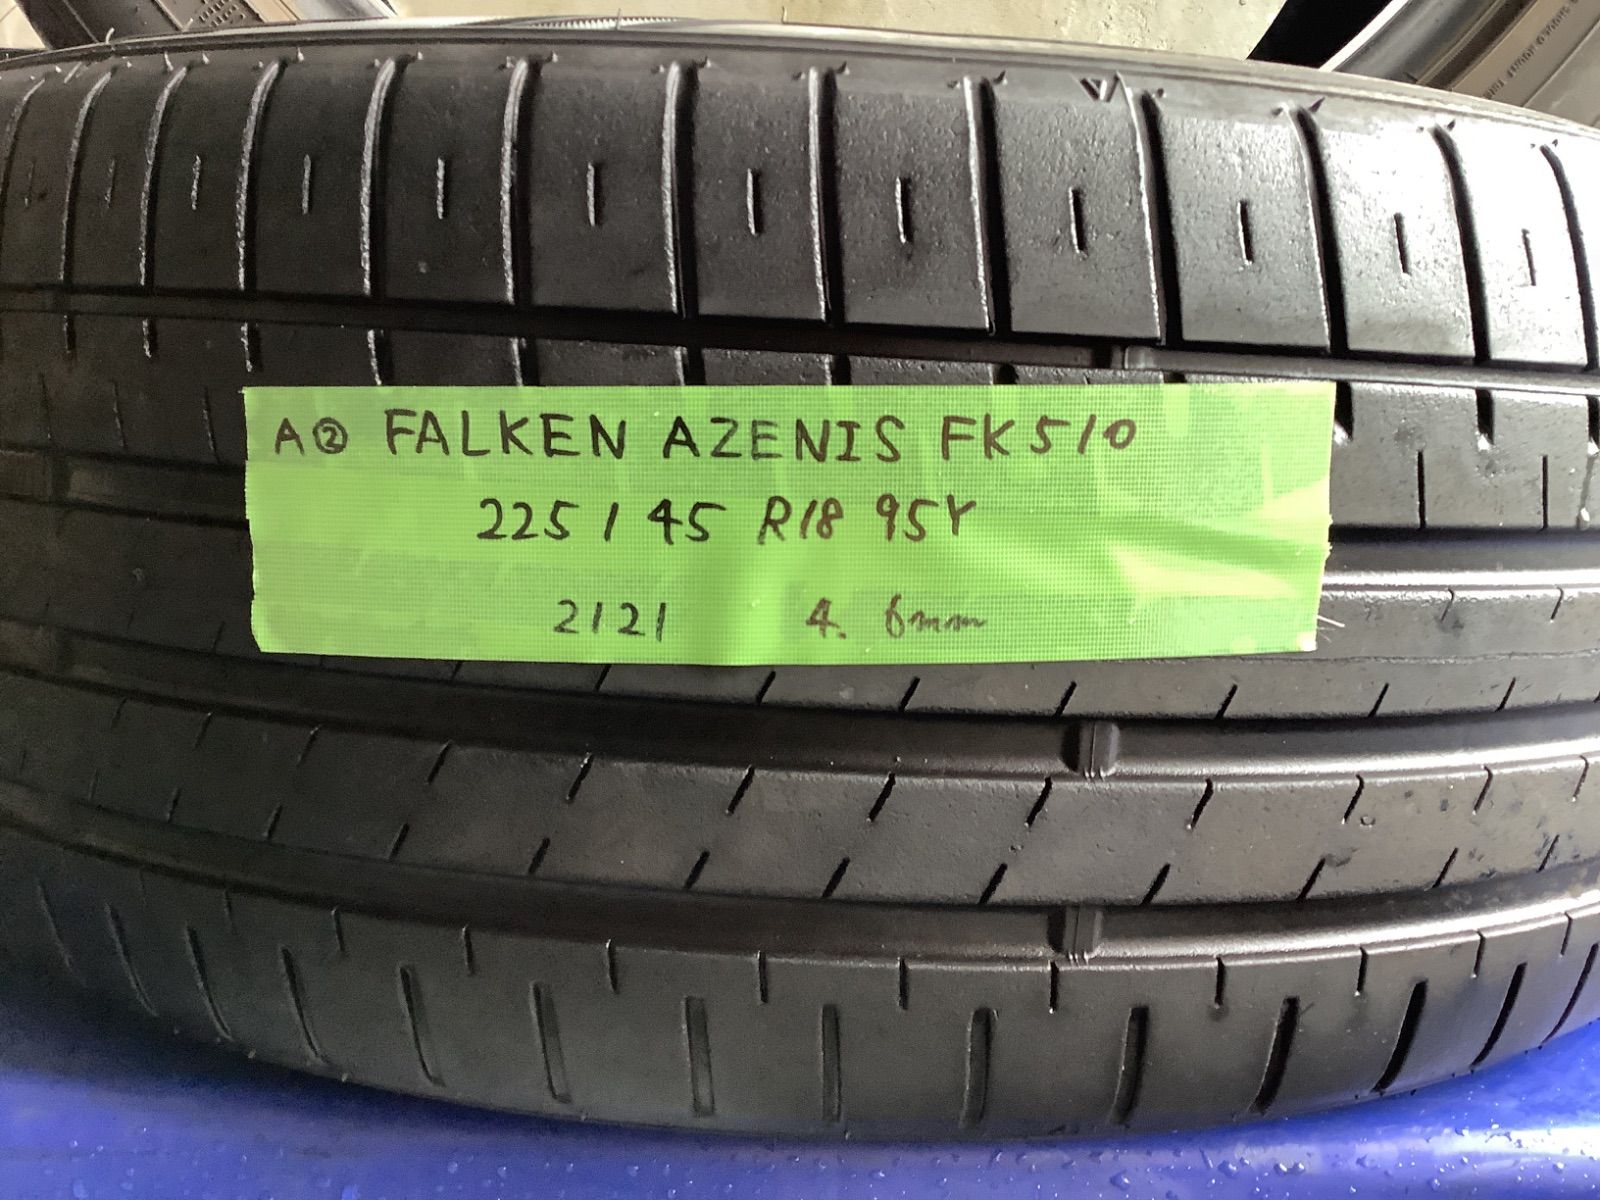 A② FALKEN AZENIS FK510
225/45 R18 95Y
2121 4.6mm